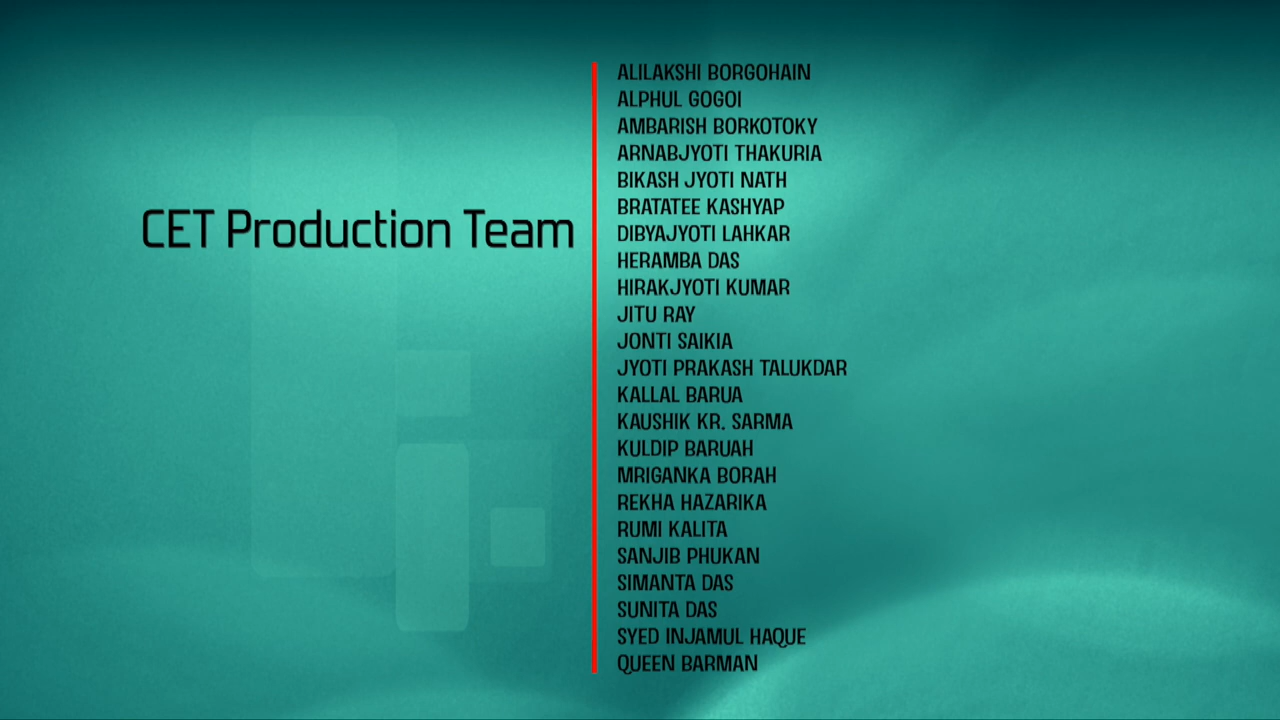 CET Production Team
ALILAKSHI BORGOHAIN
ALPHUL GOGOI
AMBARISH BORKOTOKY
ARNABJYOTI THAKURIA
BIKASH JYOTI NATH
BRATATEE KASHYAP
DIBYAJYOTI LAHKAR
HERAMBA DAS
HIRAKJYOTI KUMAR
JITU RAY
JONTI SAIKIA
JYOTI PRAKASH TALUKDAR
KALLAL BARUA
KAUSHIK KR. SARMA
KULDIP BARUAH
MRIGANKA BORAH
REKHA HAZARIKA
RUMI KALITA
SANJIB PHUKAN
SIMANTA DAS
SUNITA DAS
SYED INJAMUL HAQUE
QUEEN BARMAN